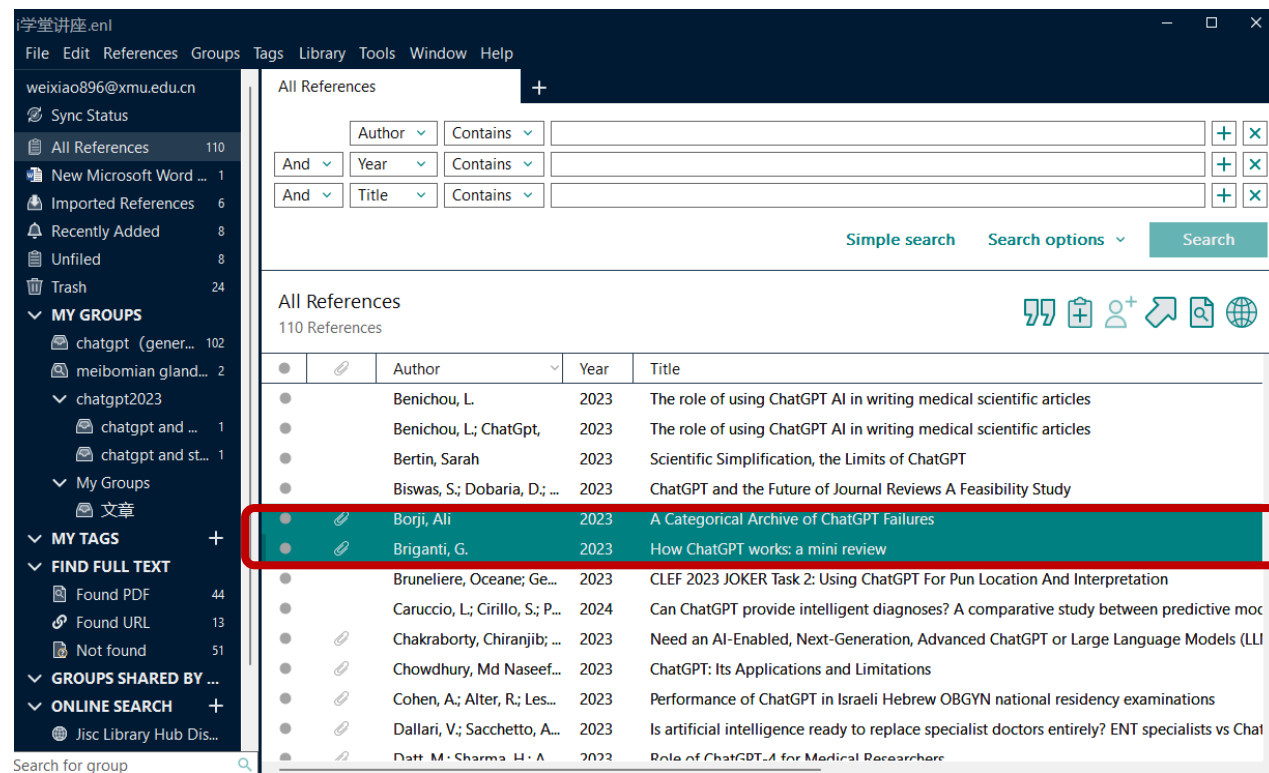 i学堂讲座.enl
File Edit References Groups Tags Library Tools Window Help
weixiao896@xmu.edu.cn
Sync Status
All References 110
New Microsoft Word ... 1
Imported References 6
Recently Added 8
Unfiled 8
Trash 24
MY GROUPS
chatgpt (gener... 102
meibomian gland... 2
chatgpt2023
chatgpt and ... 1
chatgpt and st... 1
My Groups
文章
MY TAGS +
FIND FULL TEXT
Found PDF 44
Found URL 13
Not found 51
GROUPS SHARED BY ...
ONLINE SEARCH +
Jisc Library Hub Dis...
Search for group
All References +
Author Contains
And Year Contains
And Title Contains
Simple search Search options Search
All References
110 References
Author Year Title
Benichou, L. 2023 The role of using ChatGPT AI in writing medical scientific articles
Benichou, L.; ChatGpt, 2023 The role of using ChatGPT AI in writing medical scientific articles
Bertin, Sarah 2023 Scientific Simplification, the Limits of ChatGPT
Biswas, S.; Dobaria, D.; ... 2023 ChatGPT and the Future of Journal Reviews A Feasibility Study
Borji, Ali 2023 A Categorical Archive of ChatGPT Failures
Briganti, G. 2023 How ChatGPT works: a mini review
Bruneliere, Oceane; Ge... 2023 CLEF 2023 JOKER Task 2: Using ChatGPT For Pun Location And Interpretation
Caruccio, L.; Cirillo, S.; P... 2024 Can ChatGPT provide intelligent diagnoses? A comparative study between predictive
Chakraborty, Chiranjib; ... 2023 Need an AI-Enabled, Next-Generation, Advanced ChatGPT or Large Language Models
Chowdhury, Md Naseef... 2023 ChatGPT: Its Applications and Limitations
Cohen, A.; Alter, R.; Les... 2023 Performance of ChatGPT in Israeli Hebrew OBGYN national residency examinations
Dallari, V.; Sacchetto, A... 2023 Is artificial intelligence ready to replace specialist doctors entirely? ENT specialists vs
Datt, M.; Sharma, H.; A... 2023 Role of ChatGPT-4 for Medical Researchers